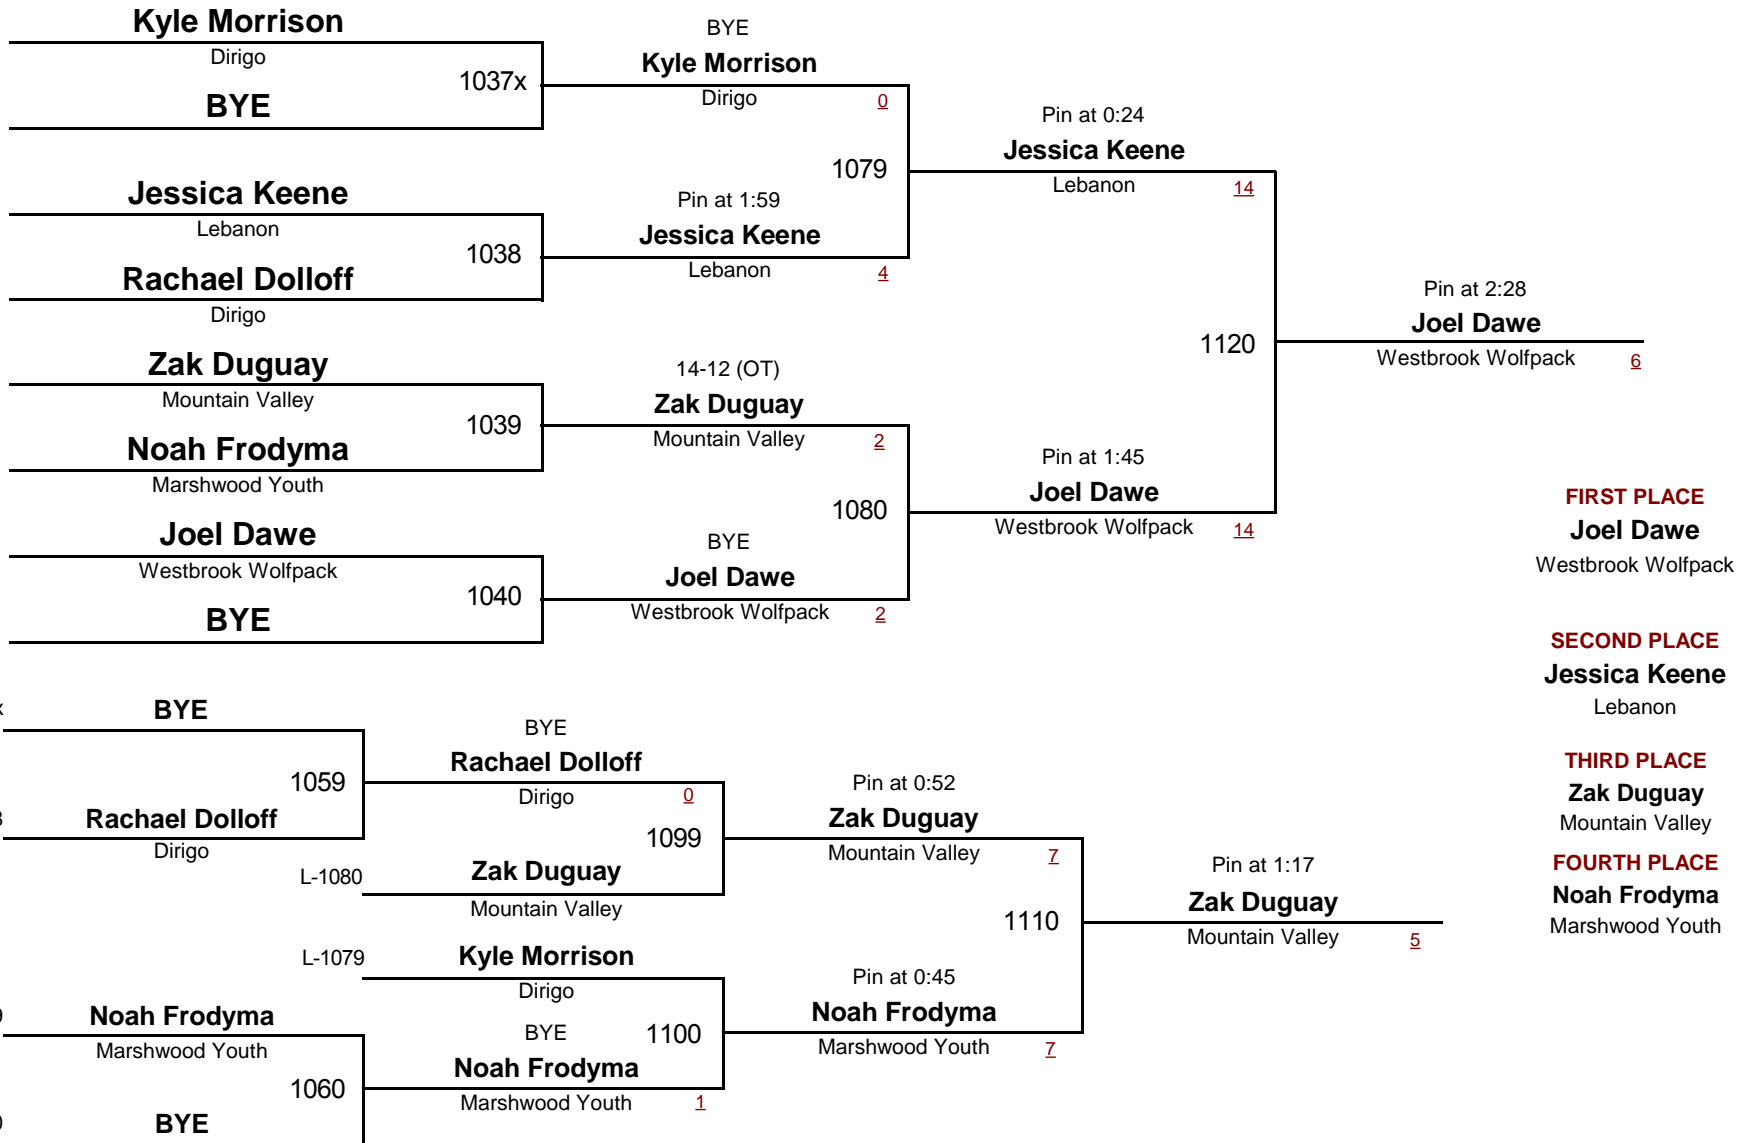 Kyle Morrison
Dirigo
1037x
BYE
BYE
Kyle Morrison
Dirigo 0
Jessica Keene
Lebanon
1038
Rachael Dolloff
Dirigo
1079
Pin at 1:59
Jessica Keene
Lebanon 4
Pin at 0:24
Jessica Keene
Lebanon 14
Zak Duguay
Mountain Valley
1039
Noah Frodyma
Marshwood Youth
14-12 (OT)
Zak Duguay
Mountain Valley 2
1120
Pin at 2:28
Joel Dawe
Westbrook Wolfpack 6
Joel Dawe
Westbrook Wolfpack
1040
BYE
1080
BYE
Joel Dawe
Westbrook Wolfpack 2
Pin at 1:45
Joel Dawe
Westbrook Wolfpack 14
FIRST PLACE
Joel Dawe
Westbrook Wolfpack
SECOND PLACE
Jessica Keene
Lebanon
THIRD PLACE
Zak Duguay
Mountain Valley
FOURTH PLACE
Noah Frodyma
Marshwood Youth
BYE
1059
Rachael Dolloff
Dirigo
BYE
Rachael Dolloff
Dirigo 0
1099
L-1080
Zak Duguay
Mountain Valley
Pin at 0:52
Zak Duguay
Mountain Valley 7
L-1079
Kyle Morrison
Dirigo
1110
Pin at 1:17
Zak Duguay
Mountain Valley 5
Noah Frodyma
Marshwood Youth
1060
BYE
BYE
1100
Noah Frodyma
Marshwood Youth 1
Pin at 0:45
Noah Frodyma
Marshwood Youth 7